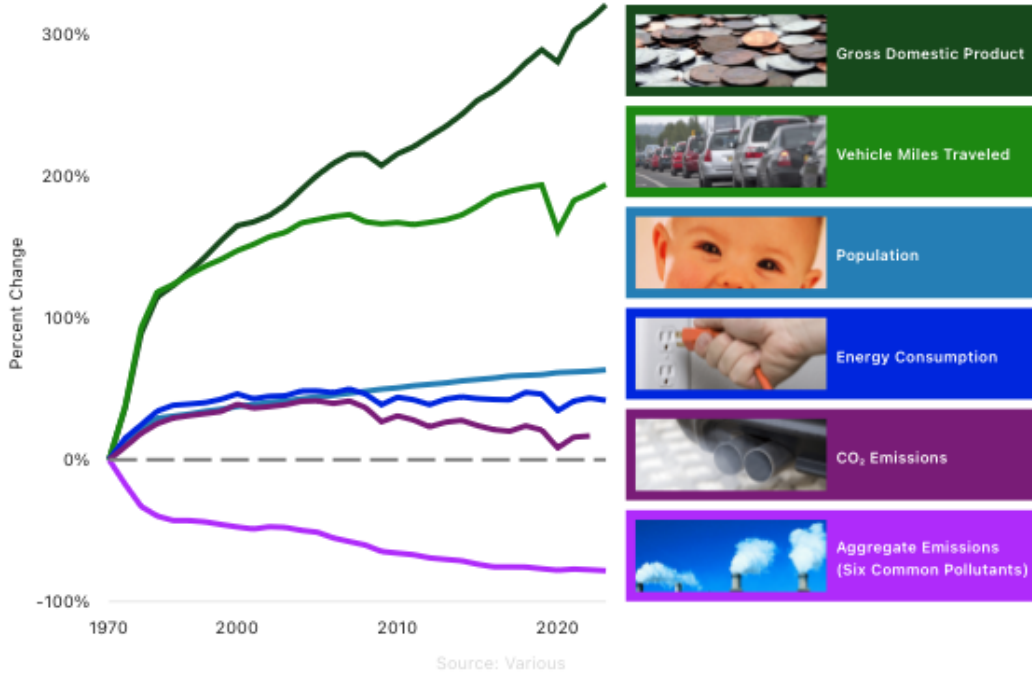 300%
200%
100%
0%
-100%
Percent Change
1970 2000 2010 2020
Gross Domestic Product
Vehicle Miles Traveled
Population
Energy Consumption
CO₂ Emissions
Aggregate Emissions
(Six Common Pollutants)
Source: Various